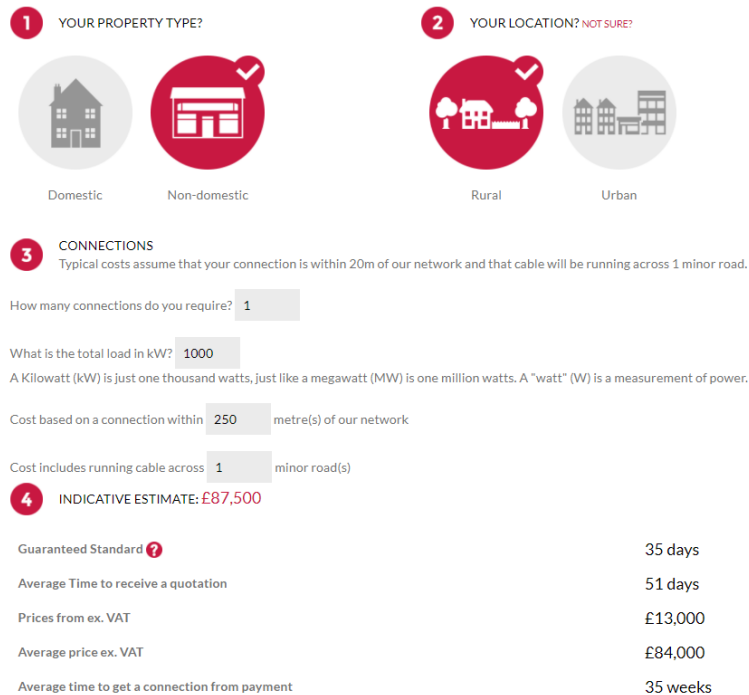 1 YOUR PROPERTY TYPE?
2 YOUR LOCATION? NOT SURE?
Domestic
Non-domestic
Rural
Urban
3 CONNECTIONS
Typical costs assume that your connection is within 20m of our network and that cable will be running across 1 minor road.
How many connections do you require? 1
What is the total load in kW? 1000
A Kilowatt (kW) is just one thousand watts, just like a megawatt (MW) is one million watts. A "watt" (W) is a measurement of power.
Cost based on a connection within 250 metre(s) of our network
Cost includes running cable across 1 minor road(s)
4 INDICATIVE ESTIMATE: £87,500
Guaranteed Standard ? 35 days
Average Time to receive a quotation 51 days
Prices from ex. VAT £13,000
Average price ex. VAT £84,000
Average time to get a connection from payment 35 weeks